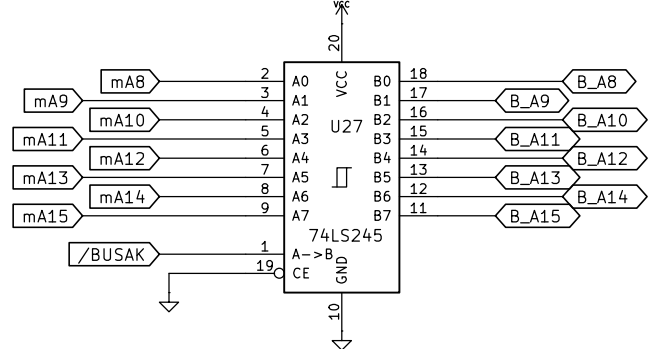 VCC
20
mA8 2 A0 VCC B0 18 B_A8
mA9 3 A1 B1 17 B_A9
mA10 4 A2 B2 16 B_A10
U27
mA11 5 A3 B3 15 B_A11
mA12 6 A4 B4 14 B_A12
mA13 7 A5 B5 13 B_A13
mA14 8 A6 B6 12 B_A14
mA15 9 A7 B7 11 B_A15
74LS245
/BUSAK 1 A->B
19 CE GND
10